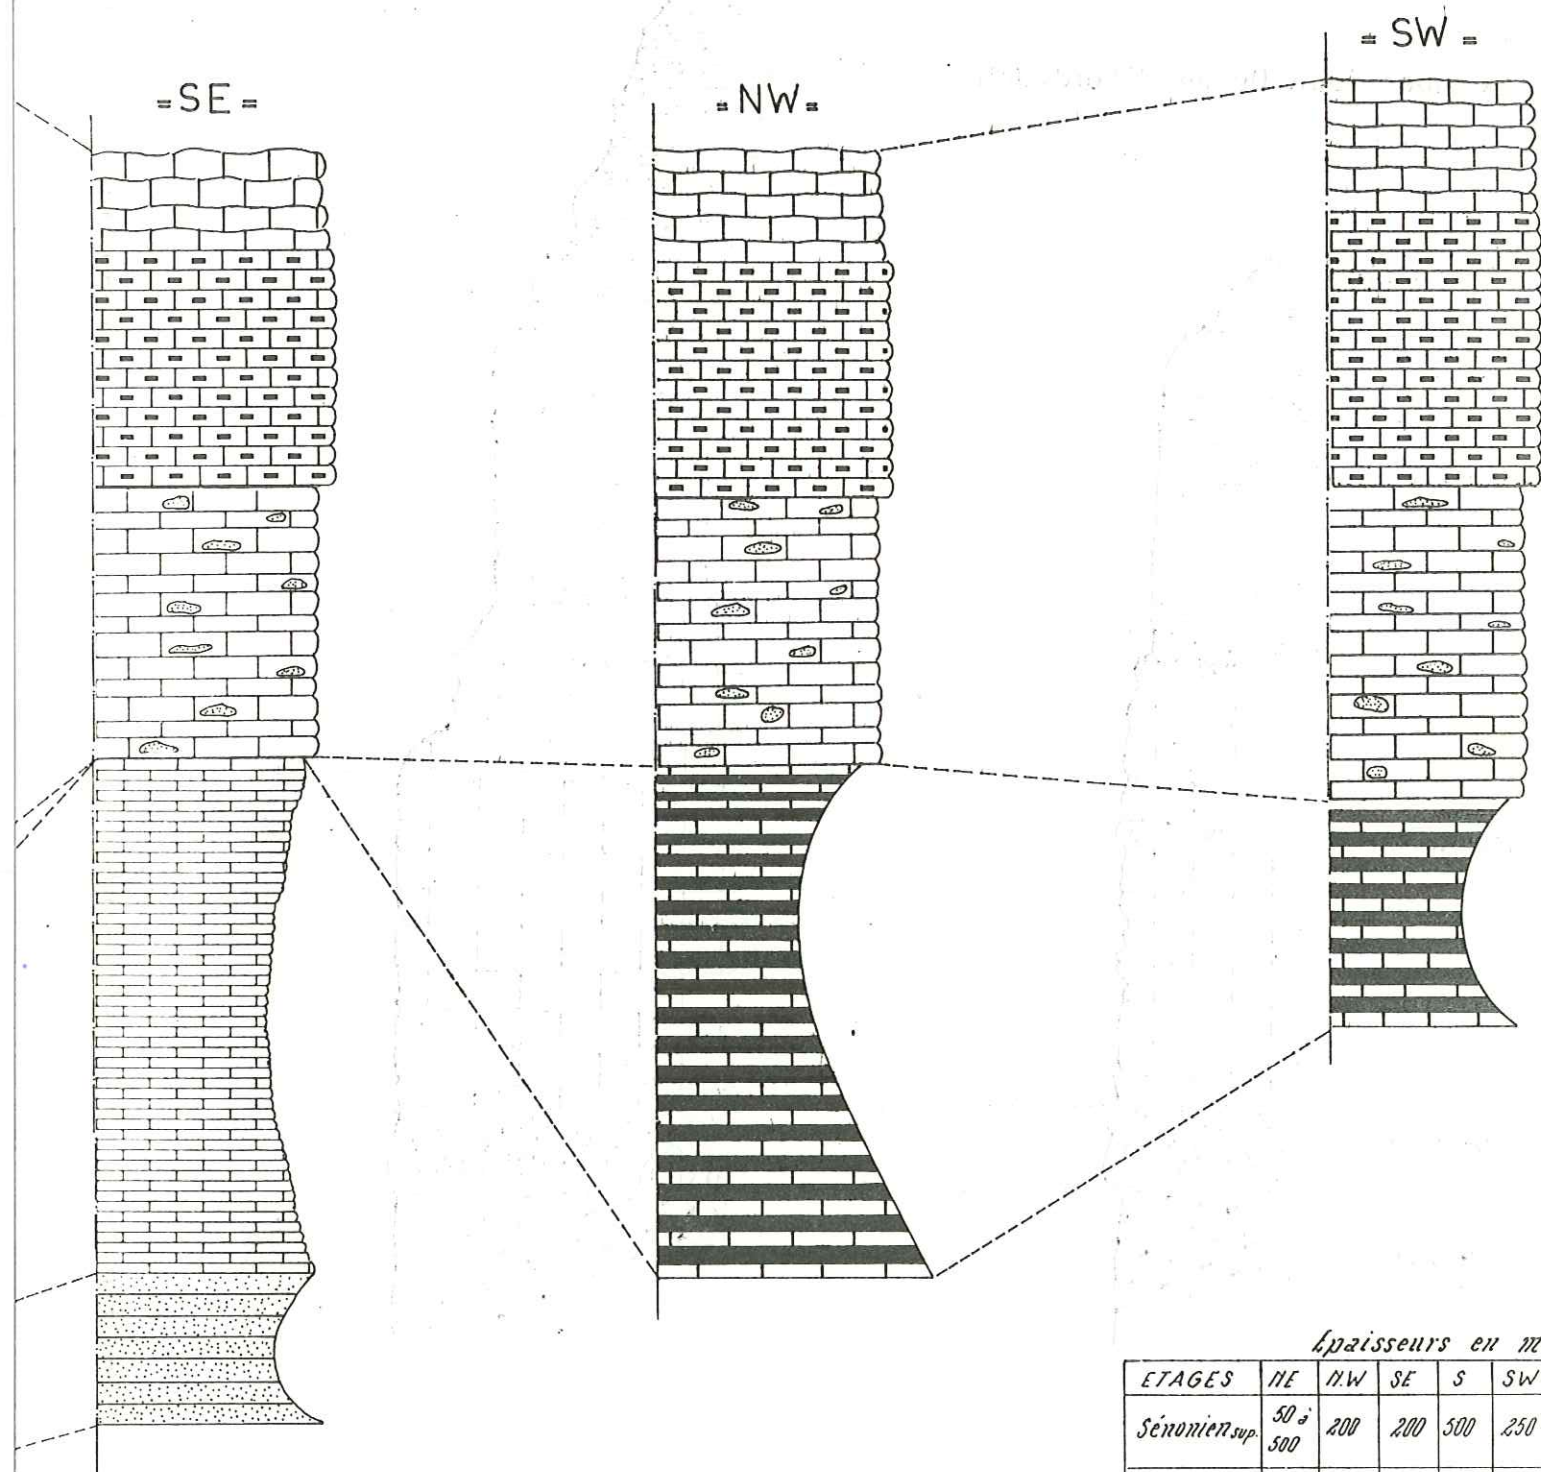 = SE =
= NW =
= SW =
Epaisseurs en m
ETAGES NE N.W SE S SW
Sénonien sup. 50 à 500 200 200 500 250